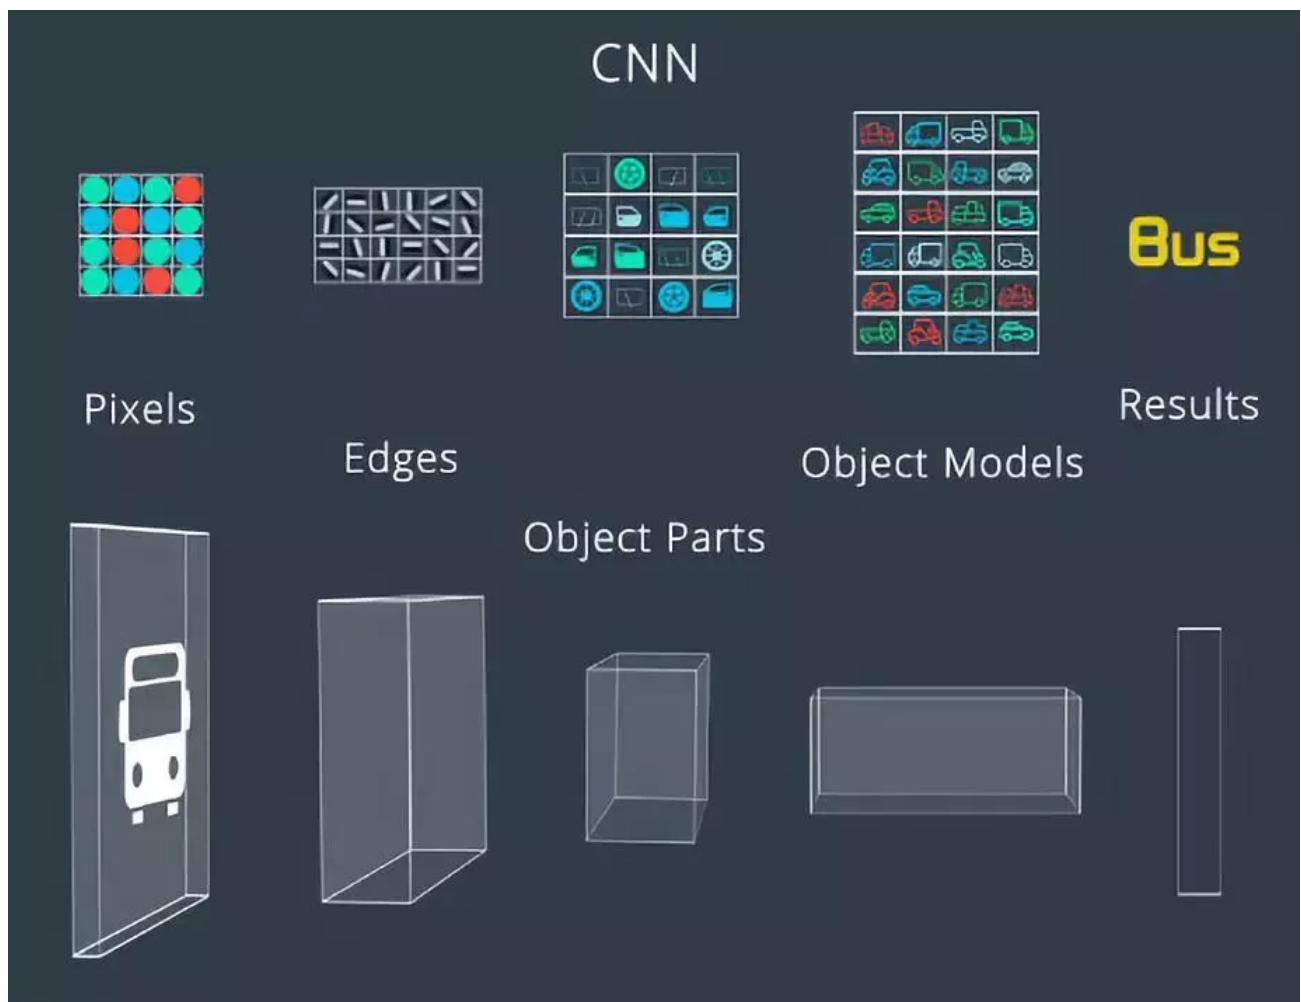 CNN
Bus
Pixels
Results
Edges
Object Models
Object Parts